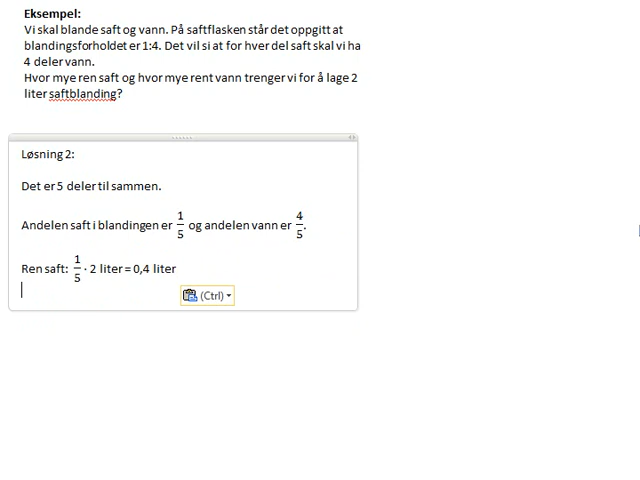 Eksempel:
Vi skal blande saft og vann. På saftflasken står det oppgitt at
blandingsforholdet er 1:4. Det vil si at for hver del saft skal vi ha
4 deler vann.
Hvor mye ren saft og hvor mye rent vann trenger vi for å lage 2
liter saftblanding?
Løsning 2:
Det er 5 deler til sammen.
Andelen saft i blandingen er 1/5 og andelen vann er 4/5.
Ren saft: 1/5 · 2 liter = 0,4 liter
(Ctrl)